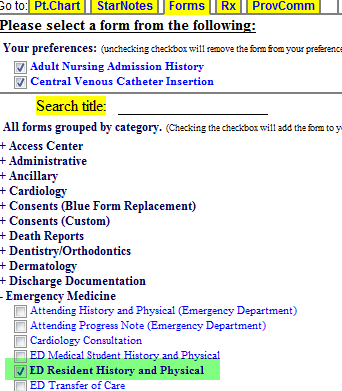 Go to: Pt.Chart StarNotes Forms Rx ProvComm
Please select a form from the following:
Your preferences: (unchecking checkbox will remove the form from your preference
Adult Nursing Admission History
Central Venous Catheter Insertion
Search title:
All forms grouped by category. (Checking the checkbox will add the form to yo
+ Access Center
+ Administrative
+ Ancillary
+ Cardiology
+ Consents (Blue Form Replacement)
+ Consents (Custom)
+ Death Reports
+ Dentistry/Orthodontics
+ Dermatology
+ Discharge Documentation
- Emergency Medicine
Attending History and Physical (Emergency Department)
Attending Progress Note (Emergency Department)
Cardiology Consultation
ED Medical Student History and Physical
ED Resident History and Physical
ED Transfer of Care